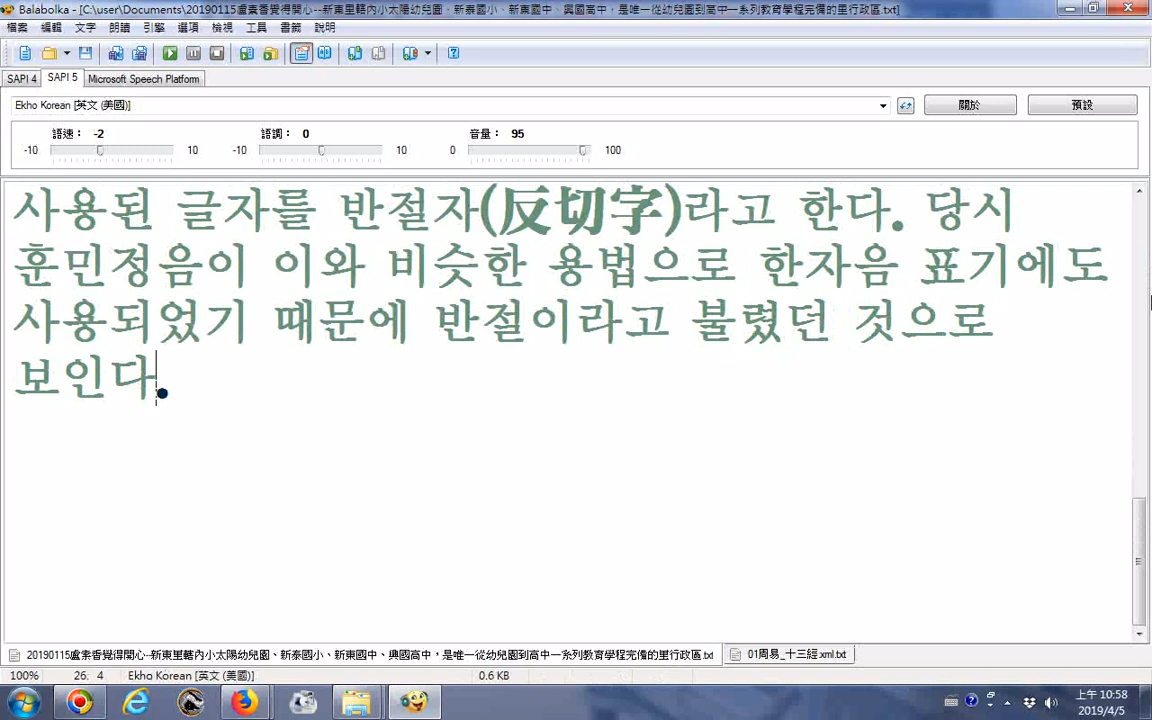 Balabolka - [C:\user\Documents\20190115盧素香覺得開心--新東里轄內小太陽幼兒園、新泰國小、新東國中、興國高中，是唯一從幼兒園到高中一系列教育學程完備的里行政區.txt]
檔案 編輯 文字 朗讀 引擎 選項 檢視 工具 書籤 說明
SAPI 4 SAPI 5 Microsoft Speech Platform
Ekho Korean [英文 (美國)] 關於 預設
語速： -2 語調： 0 音量： 95
-10 10 -10 10 0 100
사용된 글자를 반절자(反切字)라고 한다. 당시
훈민정음이 이와 비슷한 용법으로 한자음 표기에도
사용되었기 때문에 반절이라고 불렸던 것으로
보인다.
20190115盧素香覺得開心--新東里轄內小太陽幼兒園、新泰國小、新東國中、興國高中，是唯一從幼兒園到高中一系列教育學程完備的里行政區.txt 01周易_十三經.xml.txt
100% 26. 4 Ekho Korean [英文 (美國)] 0.6 KB
上午 10:58
2019/4/5